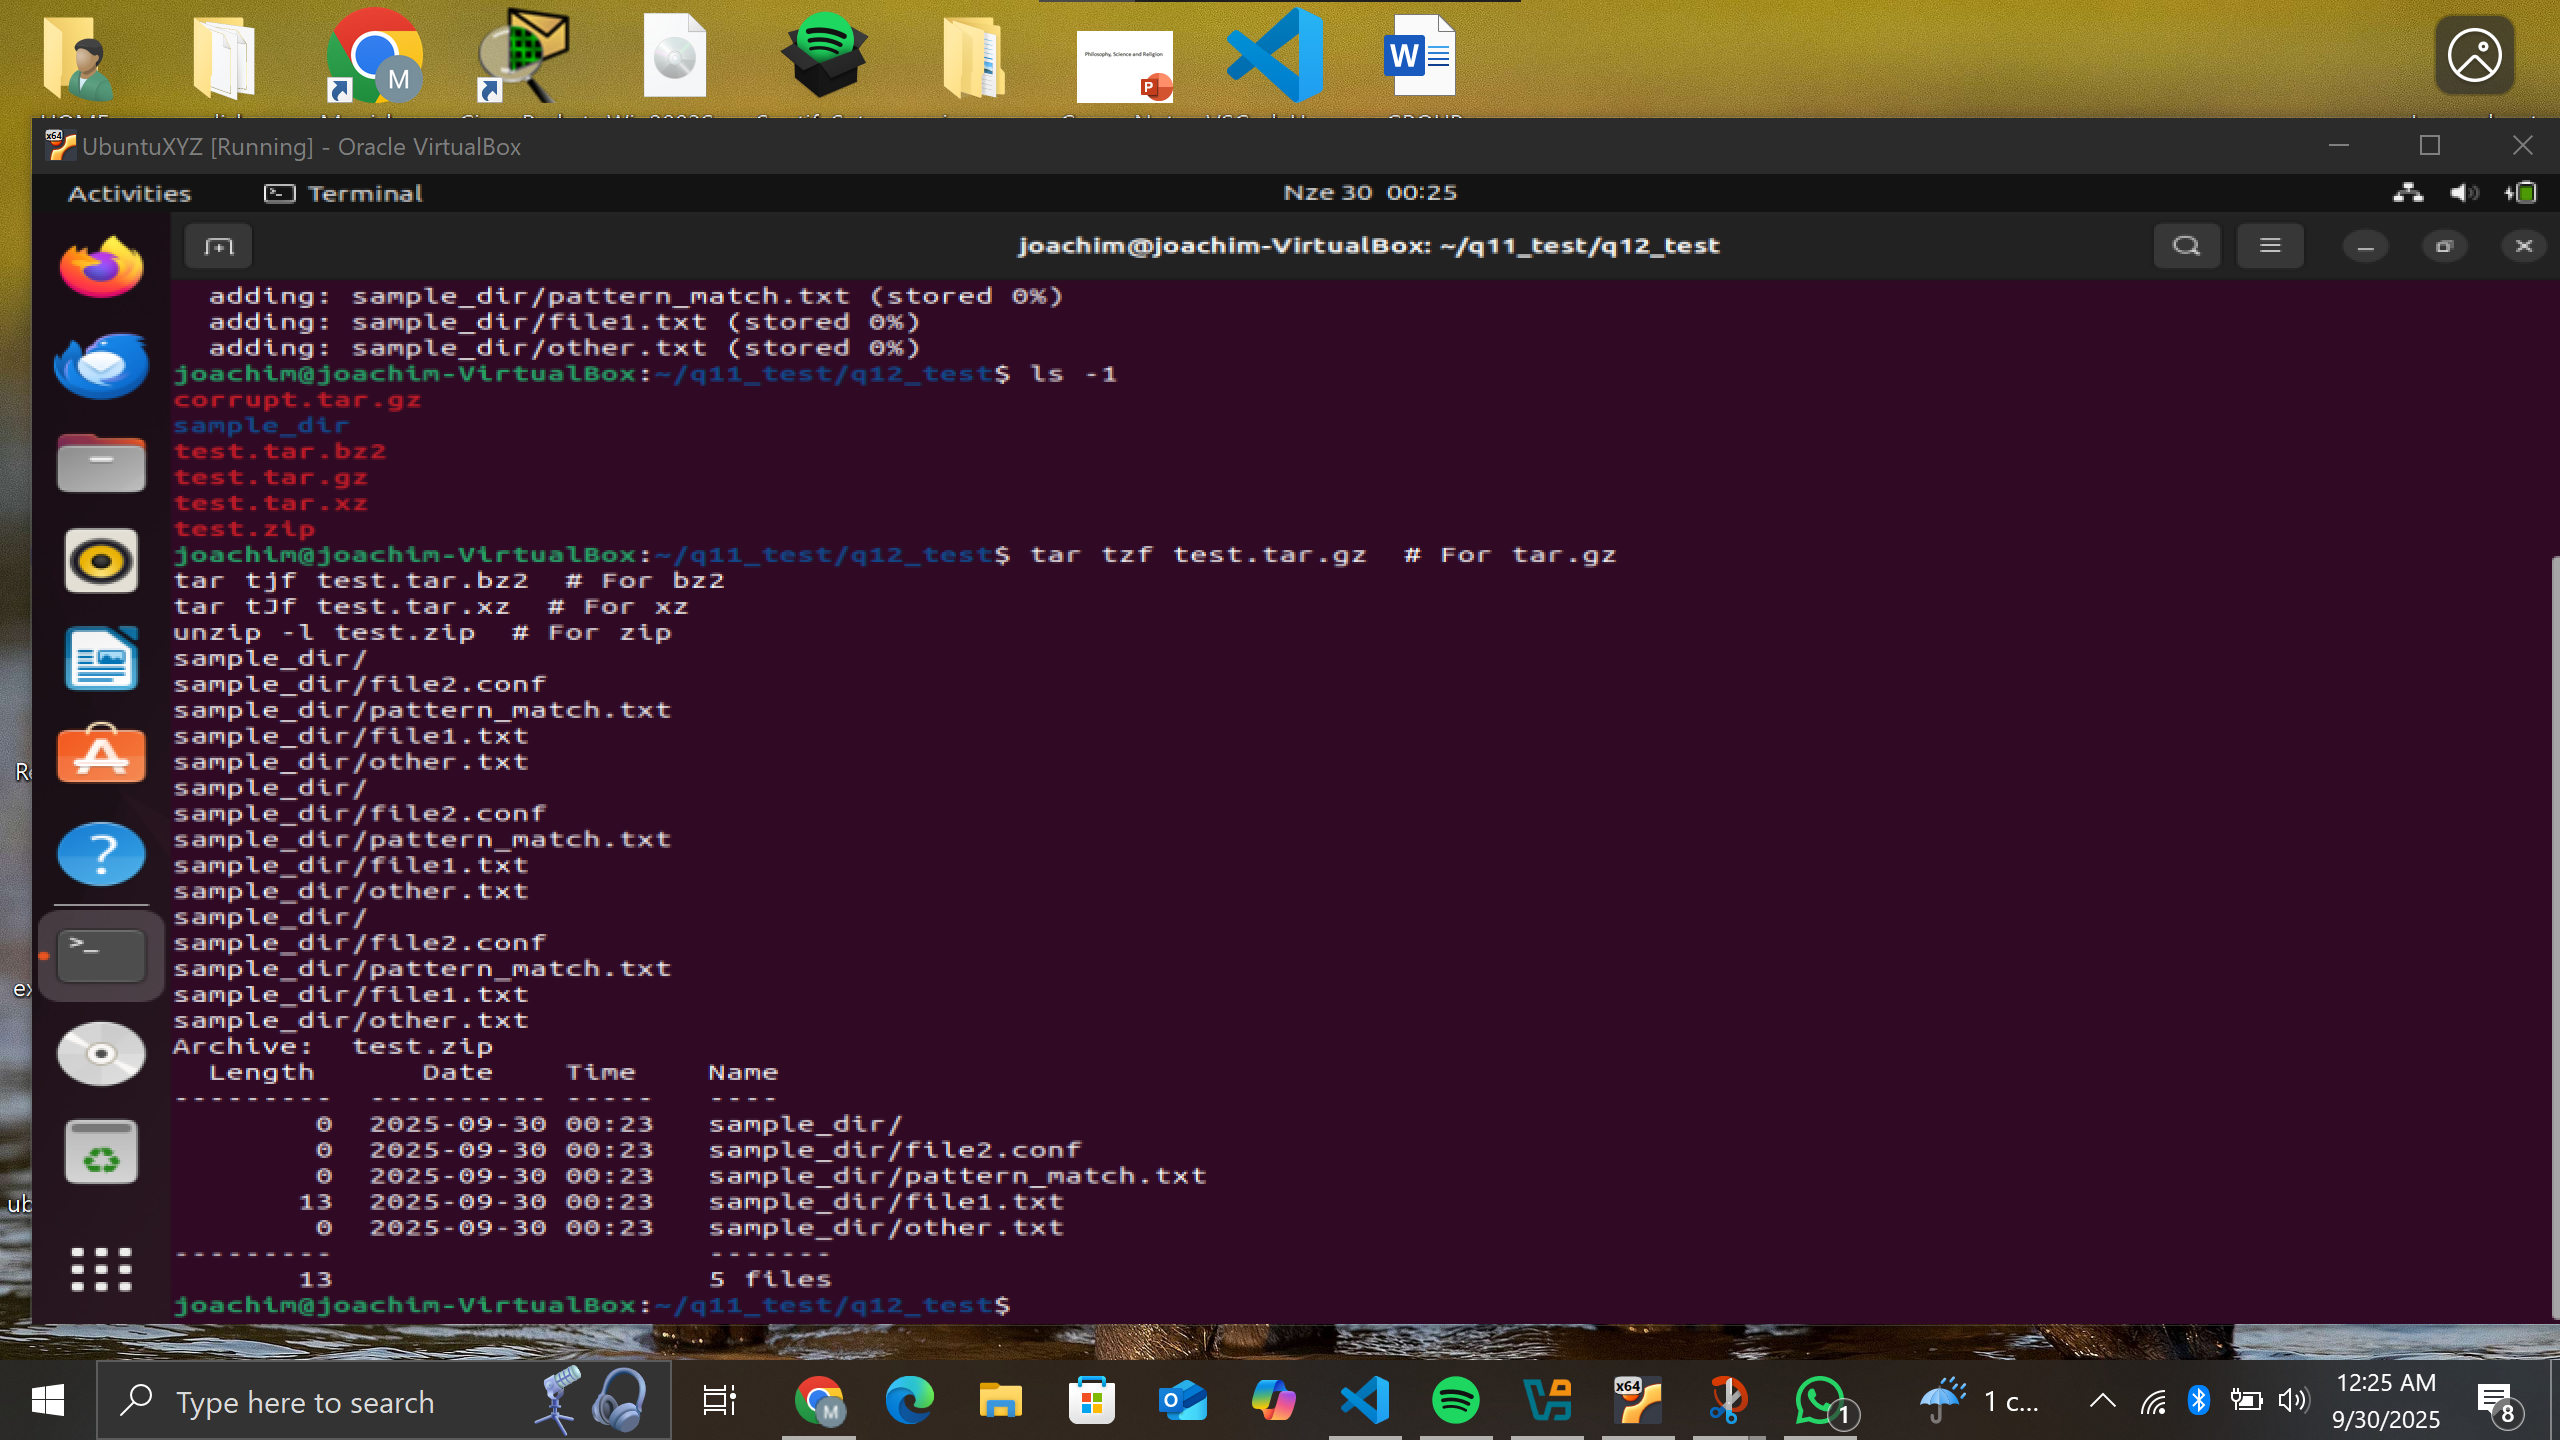 Philosophy, Science and Religion
UbuntuXYZ [Running] - Oracle VirtualBox
Activities
Terminal
Nze 30 00:25
joachim@joachim-VirtualBox: ~/q11_test/q12_test
  adding: sample_dir/pattern_match.txt (stored 0%)
  adding: sample_dir/file1.txt (stored 0%)
  adding: sample_dir/other.txt (stored 0%)
joachim@joachim-VirtualBox:~/q11_test/q12_test$ ls -1
corrupt.tar.gz
sample_dir
test.tar.bz2
test.tar.gz
test.tar.xz
test.zip
joachim@joachim-VirtualBox:~/q11_test/q12_test$ tar tzf test.tar.gz  # For tar.gz
tar tjf test.tar.bz2  # For bz2
tar tJf test.tar.xz  # For xz
unzip -l test.zip  # For zip
sample_dir/
sample_dir/file2.conf
sample_dir/pattern_match.txt
sample_dir/file1.txt
sample_dir/other.txt
sample_dir/
sample_dir/file2.conf
sample_dir/pattern_match.txt
sample_dir/file1.txt
sample_dir/other.txt
sample_dir/
sample_dir/file2.conf
sample_dir/pattern_match.txt
sample_dir/file1.txt
sample_dir/other.txt
Archive:  test.zip
  Length      Date    Time    Name
---------  ---------- -----   ----
        0  2025-09-30 00:23   sample_dir/
        0  2025-09-30 00:23   sample_dir/file2.conf
        0  2025-09-30 00:23   sample_dir/pattern_match.txt
       13  2025-09-30 00:23   sample_dir/file1.txt
        0  2025-09-30 00:23   sample_dir/other.txt
---------                     -------
       13                     5 files
joachim@joachim-VirtualBox:~/q11_test/q12_test$
Type here to search
1 c...
12:25 AM
9/30/2025
8